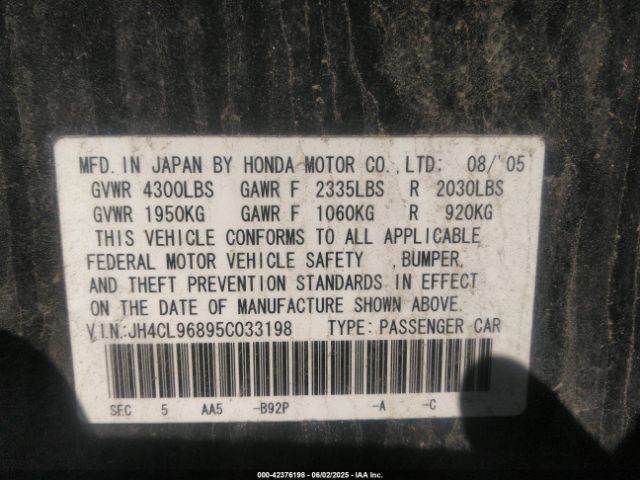 MFD. IN JAPAN BY HONDA MOTOR CO.,LTD: 08/'05
GVWR 4300LBS GAWR F 2335LBS R 2030LBS
GVWR 1950KG GAWR F 1060KG R 920KG
THIS VEHICLE CONFORMS TO ALL APPLICABLE
FEDERAL MOTOR VEHICLE SAFETY ,BUMPER,
AND THEFT PREVENTION STANDARDS IN EFFECT
ON THE DATE OF MANUFACTURE SHOWN ABOVE.
V.I.N.:JH4CL96895C033198 TYPE: PASSENGER CAR
SEC 5 AA5 -B92P -A -C
000-42376198 - 06/02/2025 - IAA Inc.